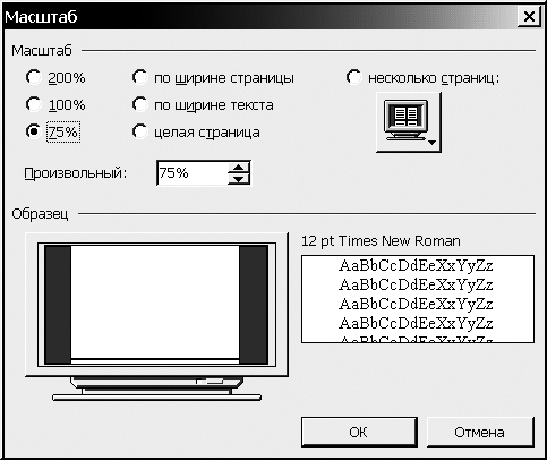 Масштаб
Масштаб
200% по ширине страницы несколько страниц:
100% по ширине текста
75% целая страница
Произвольный: 75%
Образец
12 pt Times New Roman
AaBbCcDdEeXxYyZz
AaBbCcDdEeXxYyZz
AaBbCcDdEeXxYyZz
AaBbCcDdEeXxYyZz
AaBbCcDdEeXxYyZz
ОК Отмена